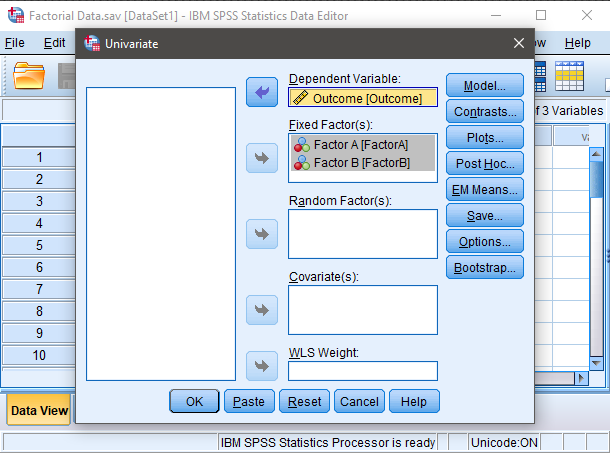 Factorial Data.sav [DataSet1] - IBM SPSS Statistics Data Editor
File Edit ow Help
Univariate
f 3 Variables
va
1
2
3
4
5
6
7
8
9
10
Dependent Variable:
Outcome [Outcome]
Fixed Factor(s):
Factor A [FactorA]
Factor B [FactorB]
Random Factor(s):
Covariate(s):
WLS Weight:
Model...
Contrasts...
Plots...
Post Hoc...
EM Means...
Save...
Options...
Bootstrap...
OK Paste Reset Cancel Help
Data View
IBM SPSS Statistics Processor is ready Unicode:ON